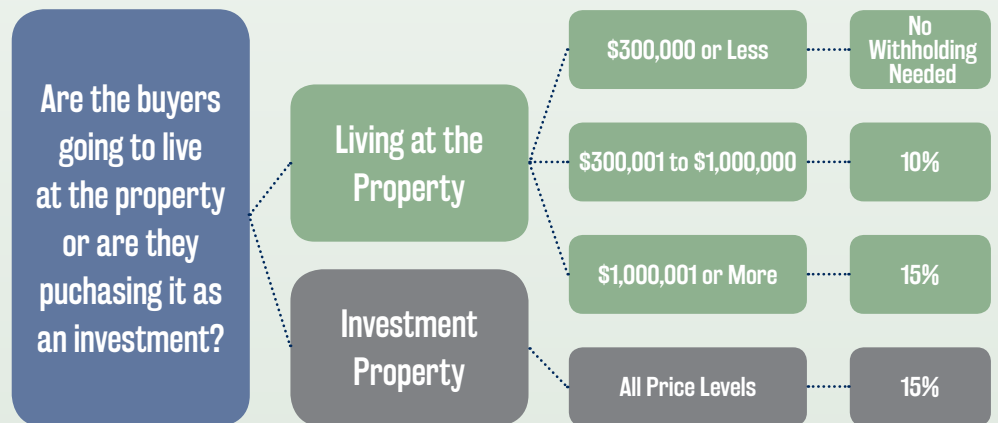 Are the buyers
going to live
at the property
or are they
puchasing it as
an investment?
Living at the
Property
$300,000 or Less
No
Withholding
Needed
$300,001 to $1,000,000
10%
$1,000,001 or More
15%
Investment
Property
All Price Levels
15%